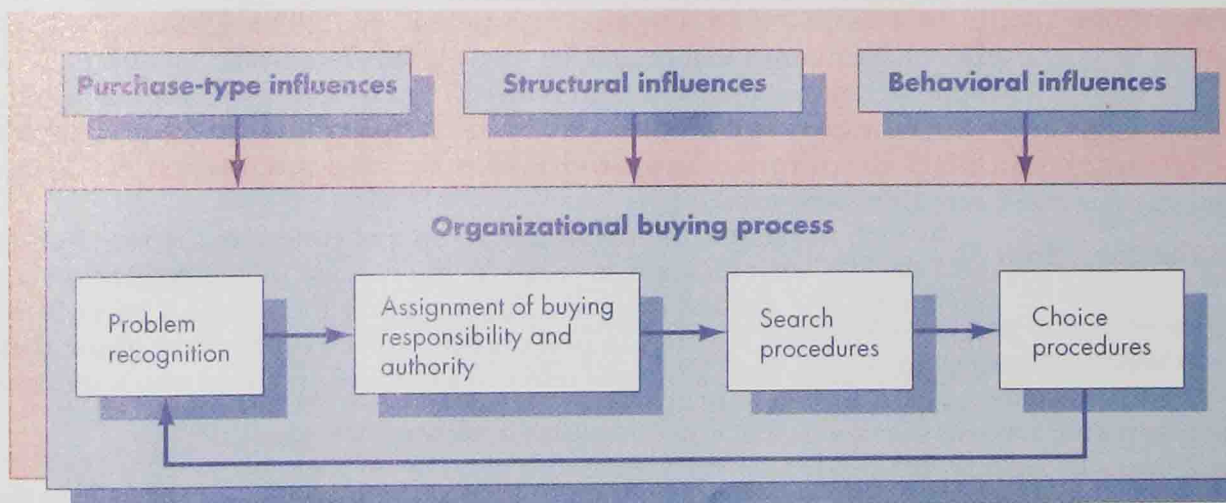 Purchase-type influences
Structural influences
Behavioral influences
Organizational buying process
Problem
recognition
Assignment of buying
responsibility and
authority
Search
procedures
Choice
procedures